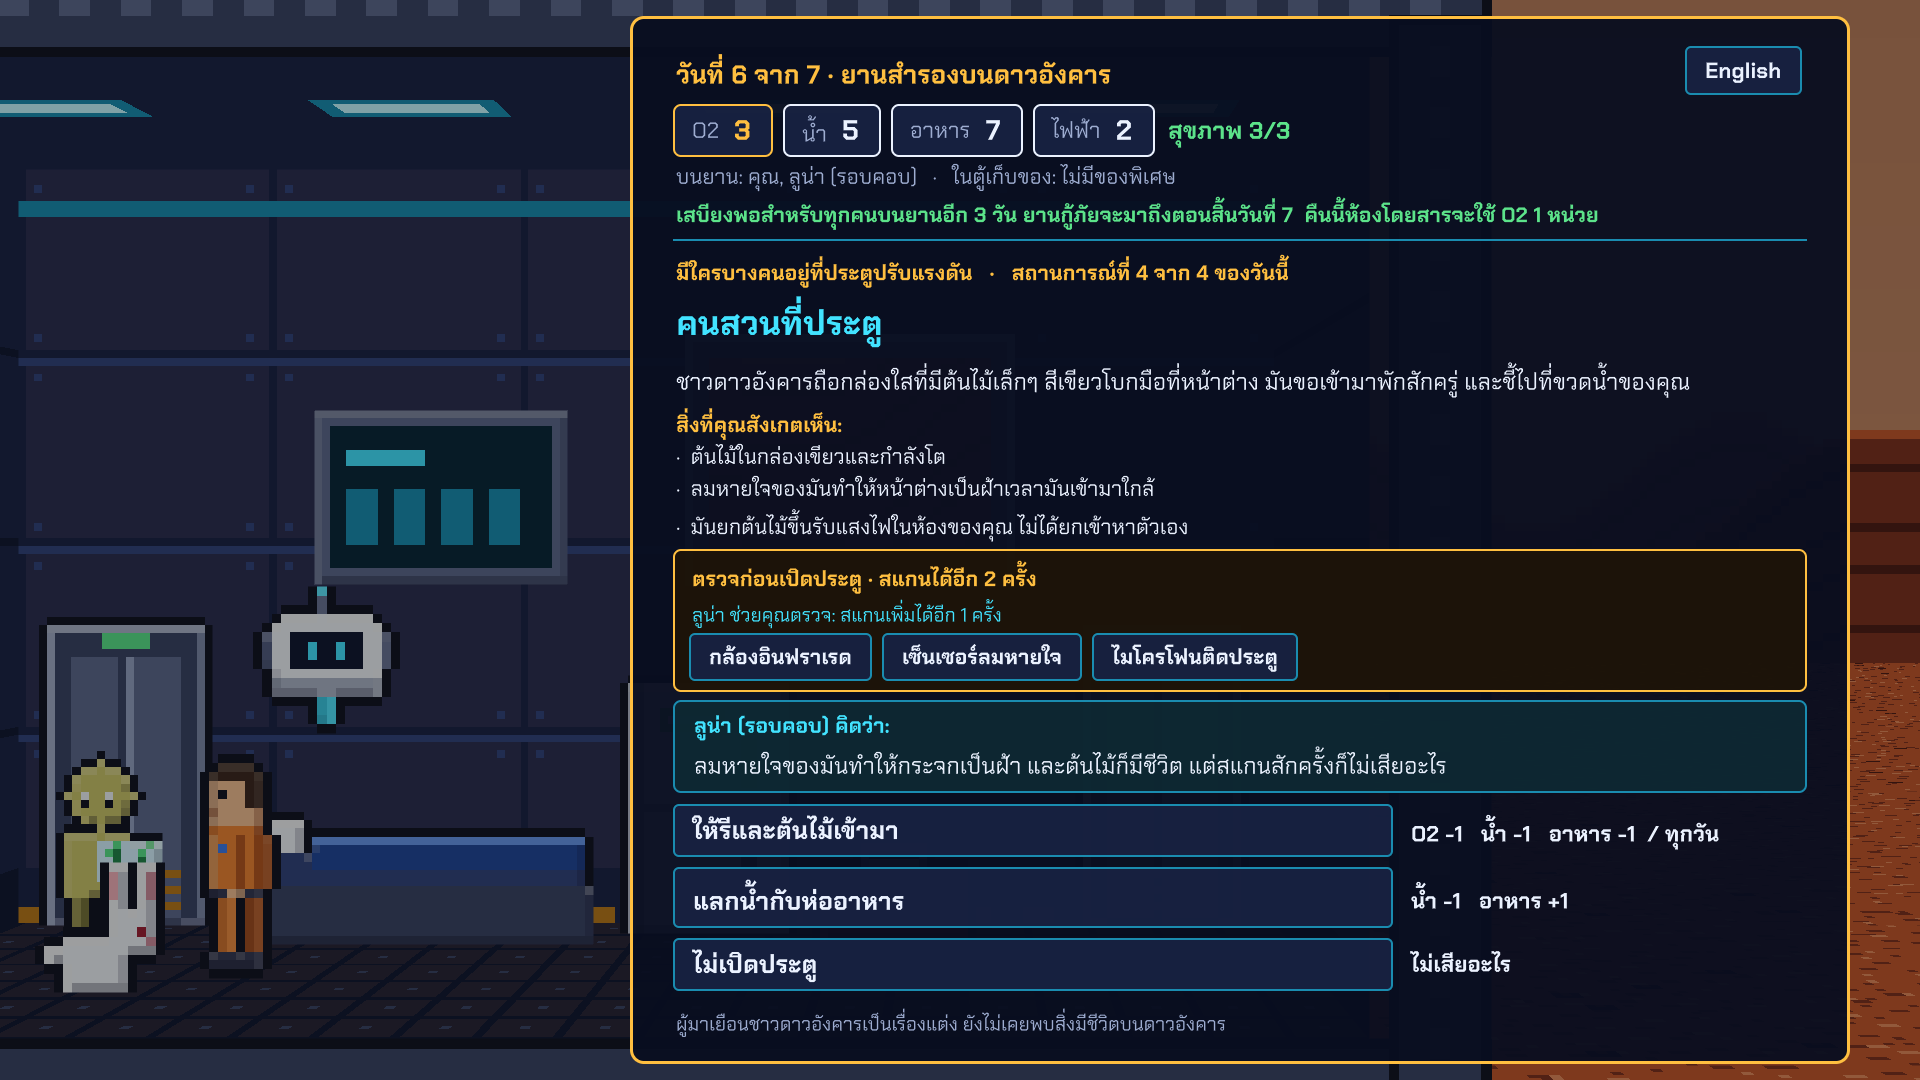 วันที่ 6 จาก 7 · ยานสำรองบนดาวอังคาร
English
O2 3 น้ำ 5 อาหาร 7 ไฟฟ้า 2 สุขภาพ 3/3
บนยาน: คุณ, ลูน่า (รอบคอบ) · ในตู้เก็บของ: ไม่มีของพิเศษ
เสบียงพอสำหรับทุกคนบนยานอีก 3 วัน ยานกู้ภัยจะมาถึงตอนสิ้นวันที่ 7 คืนนี้ห้องโดยสารจะใช้ O2 1 หน่วย
มีใครบางคนอยู่ที่ประตูปรับแรงดัน · สถานการณ์ที่ 4 จาก 4 ของวันนี้
คนสวนที่ประตู
ชาวดาวอังคารถือกล่องใสที่มีต้นไม้เล็กๆ สีเขียวโบกมือที่หน้าต่าง มันขอเข้ามาพักสักครู่ และชี้ไปที่ขวดน้ำของคุณ
สิ่งที่คุณสังเกตเห็น:
· ต้นไม้ในกล่องเขียวและกำลังโต
· ลมหายใจของมันทำให้หน้าต่างเป็นฝ้าเวลามันเข้ามาใกล้
· มันยกต้นไม้ขึ้นรับแสงไฟในห้องของคุณ ไม่ได้ยกเข้าหาตัวเอง
ตรวจก่อนเปิดประตู · สแกนได้อีก 2 ครั้ง
ลูน่า ช่วยคุณตรวจ: สแกนเพิ่มได้อีก 1 ครั้ง
กล้องอินฟราเรด เซ็นเซอร์ลมหายใจ ไมโครโฟนติดประตู
ลูน่า (รอบคอบ) คิดว่า:
ลมหายใจของมันทำให้กระจกเป็นฝ้า และต้นไม้ก็มีชีวิต แต่สแกนสักครั้งก็ไม่เสียอะไร
ให้รีและต้นไม้เข้ามา O2 -1 น้ำ -1 อาหาร -1 / ทุกวัน
แลกน้ำกับห่ออาหาร น้ำ -1 อาหาร +1
ไม่เปิดประตู ไม่เสียอะไร
ผู้มาเยือนชาวดาวอังคารเป็นเรื่องแต่ง ยังไม่เคยพบสิ่งมีชีวิตบนดาวอังคาร